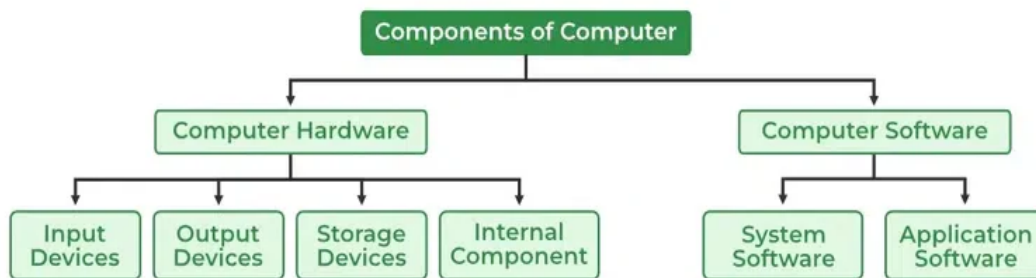 Components of Computer
Computer Hardware
Computer Software
Input
Devices
Output
Devices
Storage
Devices
Internal
Component
System
Software
Application
Software